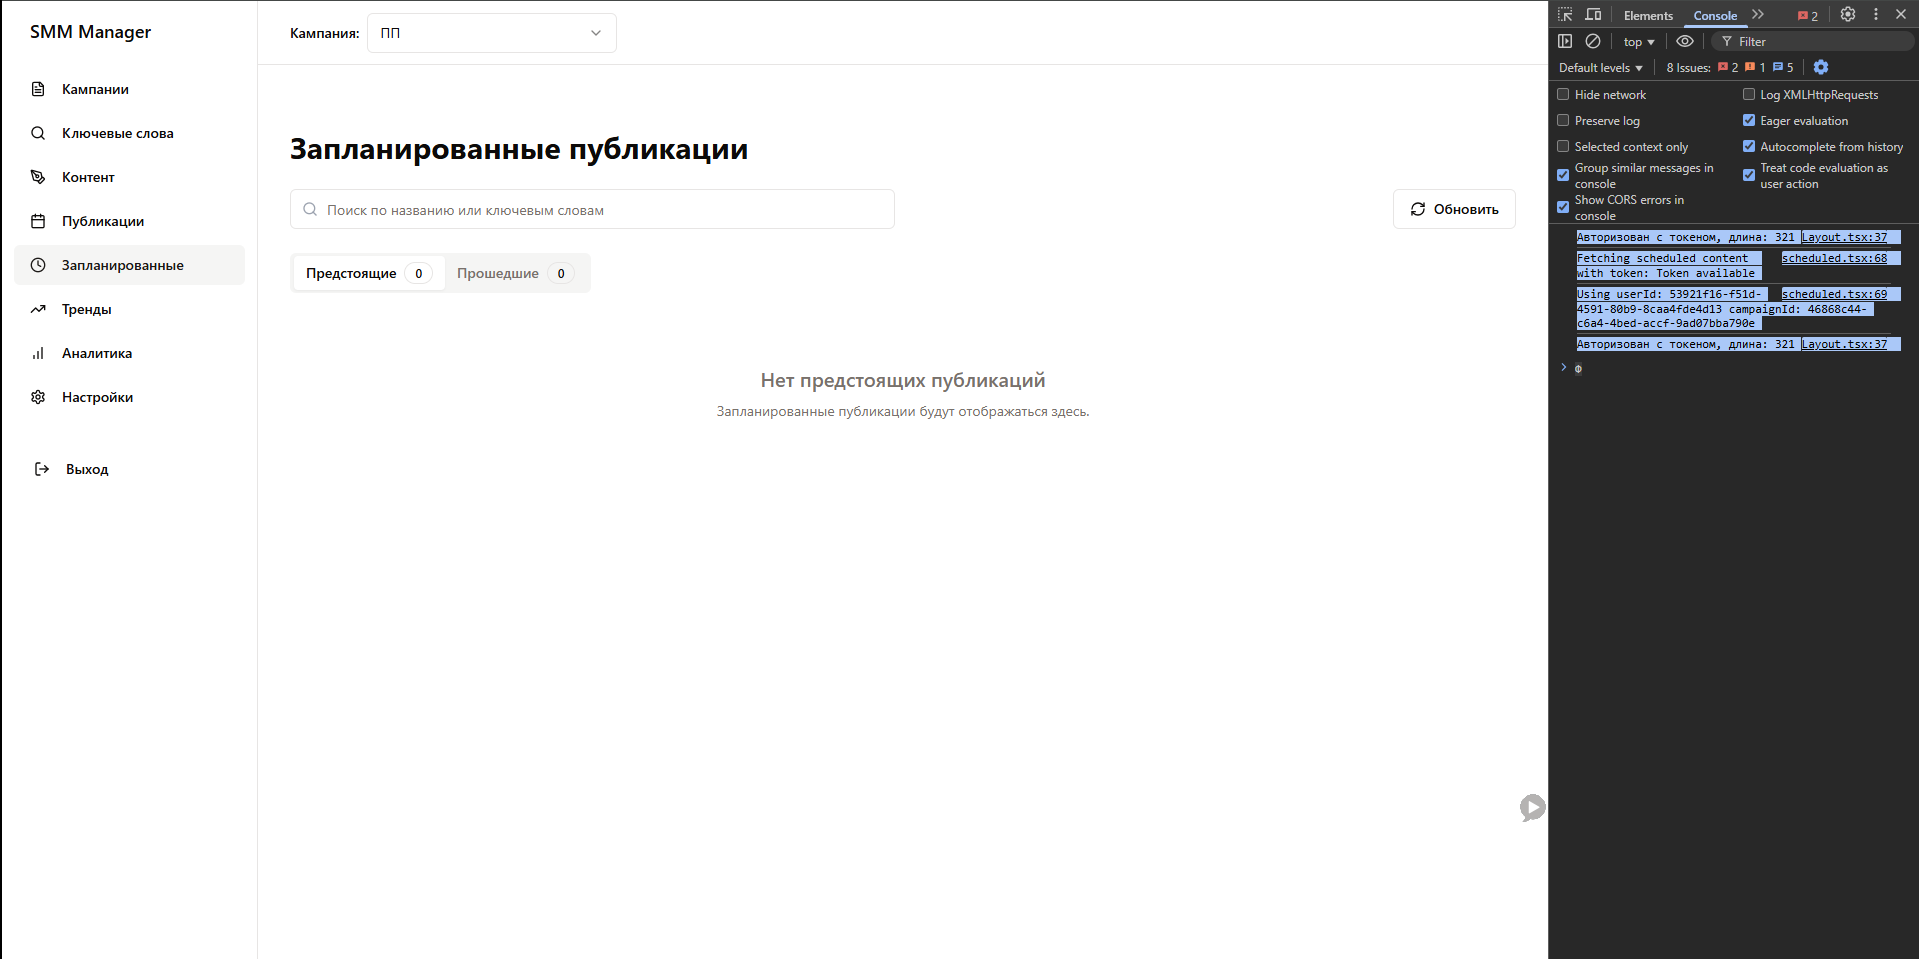 SMM Manager
Кампании
Ключевые слова
Контент
Публикации
Запланированные
Тренды
Аналитика
Настройки
Выход
Кампания: ПП
Запланированные публикации
Поиск по названию или ключевым словам
Обновить
Предстоящие 0 Прошедшие 0
Нет предстоящих публикаций
Запланированные публикации будут отображаться здесь.
Elements Console 2
top Filter
Default levels 8 Issues: 2 1 5
Hide network Log XMLHttpRequests
Preserve log Eager evaluation
Selected context only Autocomplete from history
Group similar messages in console Treat code evaluation as user action
Show CORS errors in console
Авторизован с токеном, длина: 321 Layout.tsx:37
Fetching scheduled content scheduled.tsx:68
with token: Token available
Using userId: 53921f16-f51d- scheduled.tsx:69
4591-80b9-8caa4fde4d13 campaignId: 46868c44-
c6a4-4bed-accf-9ad07bba790e
Авторизован с токеном, длина: 321 Layout.tsx:37
ф